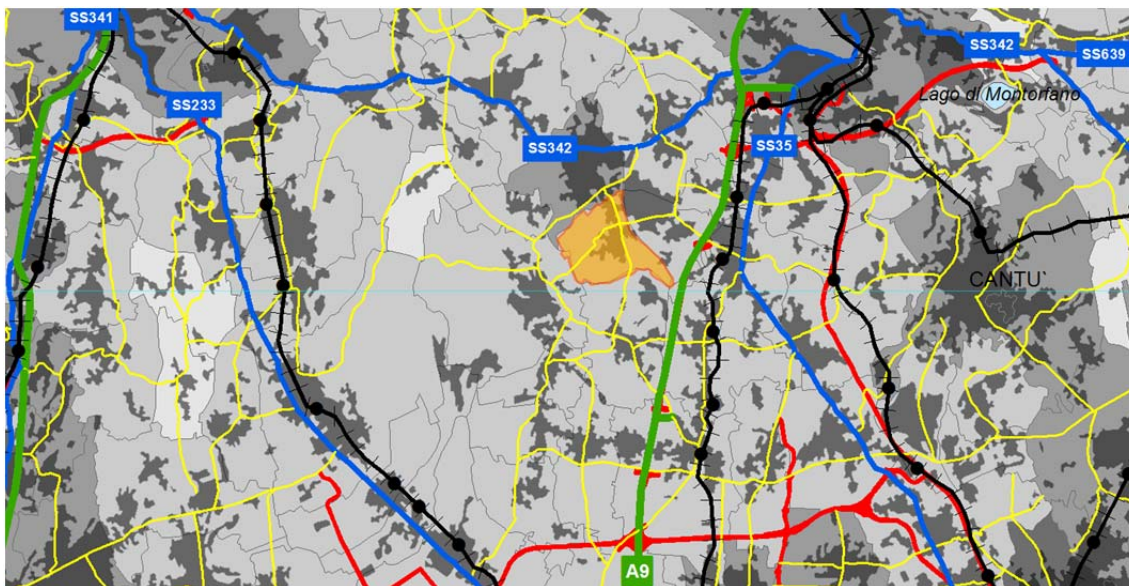 SS341
SS342
SS639
SS233
Lago di Montorfano
SS342
SS35
CANTU`
A9